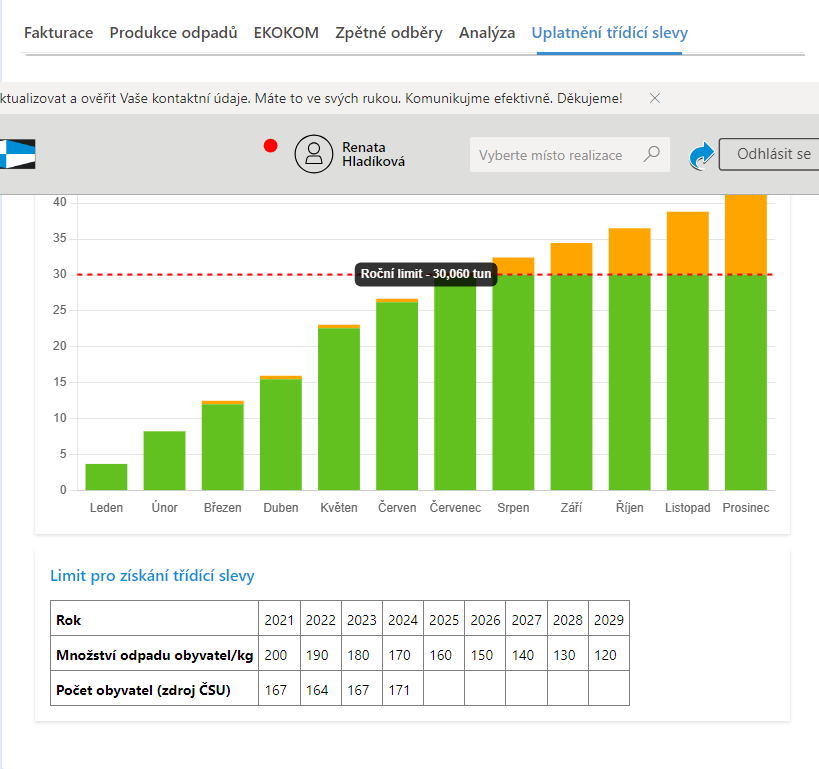 Fakturace Produkce odpadů EKOKOM Zpětné odběry Analýza Uplatnění třídící slevy
ktualizovat a ověřit Vaše kontaktní údaje. Máte to ve svých rukou. Komunikujme efektivně. Děkujeme!
Renata
Hladíková
Vyberte místo realizace
Odhlásit se
40
35
30
Roční limit - 30,060 tun
25
20
15
10
5
0
Leden Únor Březen Duben Květen Červen Červenec Srpen Září Říjen Listopad Prosinec
Limit pro získání třídící slevy
Rok 2021 2022 2023 2024 2025 2026 2027 2028 2029
Množství odpadu obyvatel/kg 200 190 180 170 160 150 140 130 120
Počet obyvatel (zdroj ČSU) 167 164 167 171